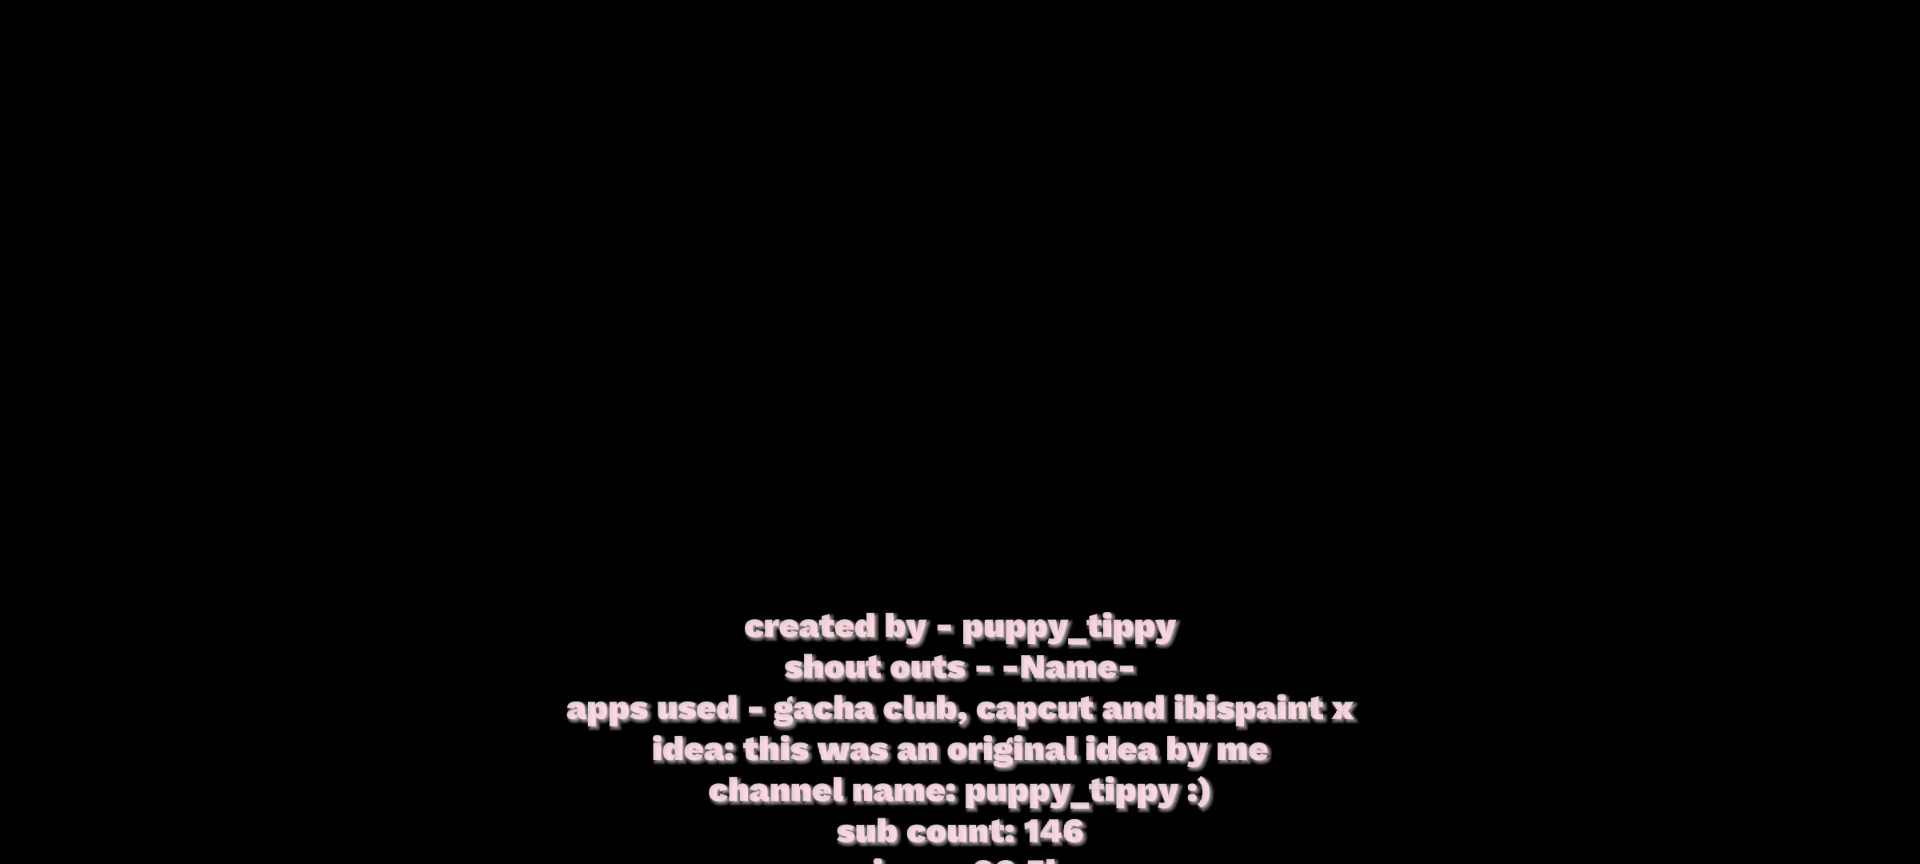 created by - puppy_tippy
shout outs - -Name-
apps used - gacha club, capcut and ibispaint x
idea: this was an original idea by me
channel name: puppy_tippy :)
sub count: 146